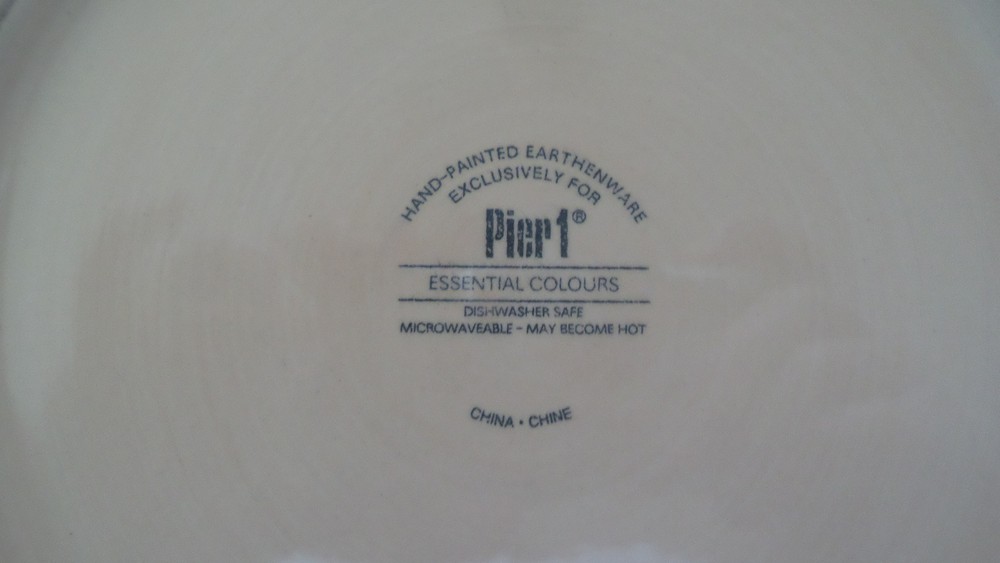 HAND-PAINTED EARTHENWARE
EXCLUSIVELY FOR
Pier1®
ESSENTIAL COLOURS
DISHWASHER SAFE
MICROWAVEABLE - MAY BECOME HOT
CHINA • CHINE